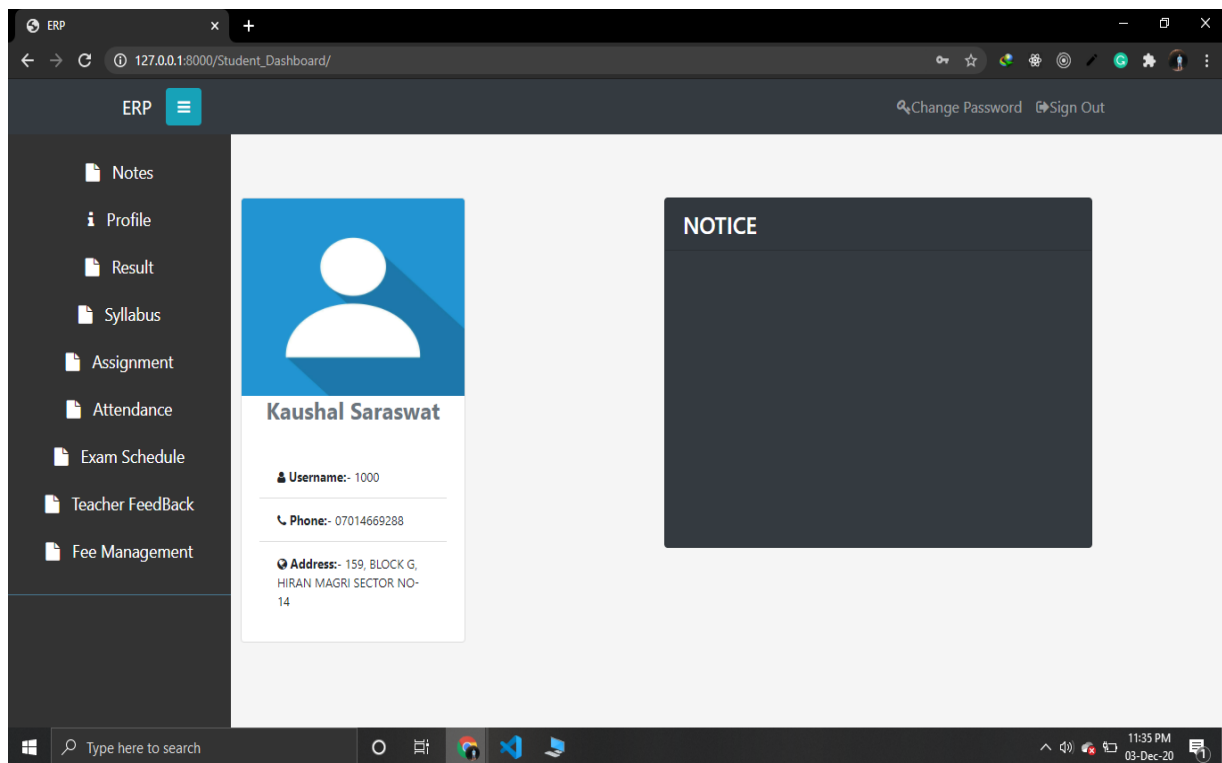 ERP
127.0.0.1:8000/Student_Dashboard/
ERP
Change Password
Sign Out
Notes
Profile
Result
Syllabus
Assignment
Attendance
Exam Schedule
Teacher FeedBack
Fee Management
Kaushal Saraswat
Username:- 1000
Phone:- 07014669288
Address:- 159, BLOCK G,
HIRAN MAGRI SECTOR NO-
14
NOTICE
Type here to search
11:35 PM
03-Dec-20
1